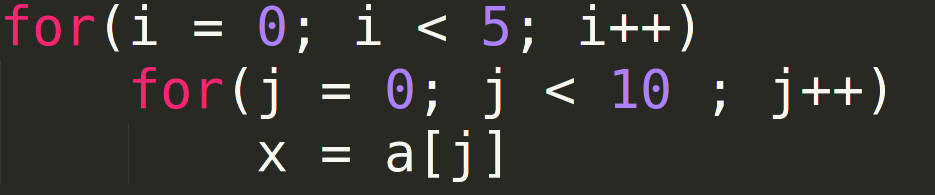 for(i = 0; i < 5; i++)
    for(j = 0; j < 10 ; j++)
        x = a[j]